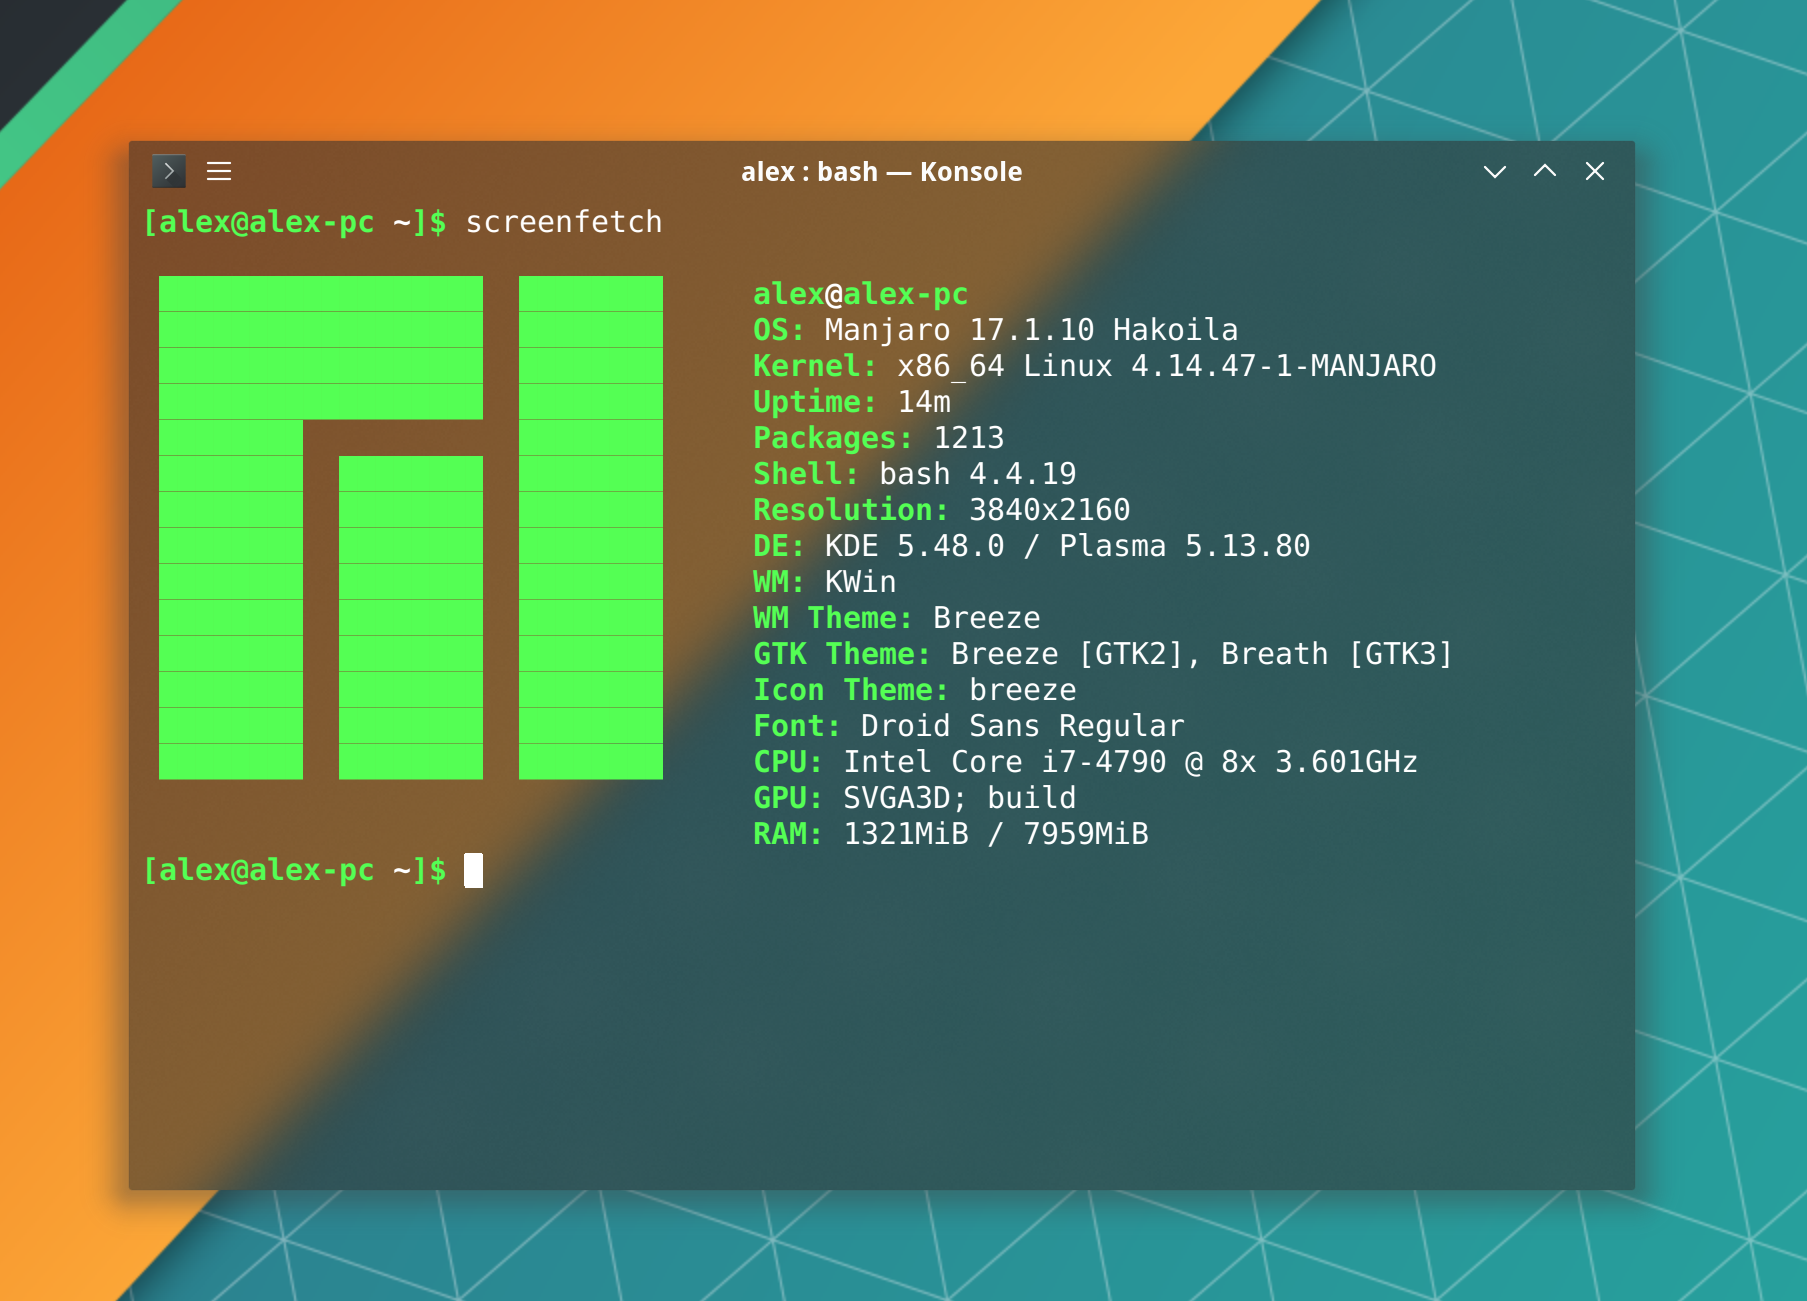 alex : bash — Konsole
[alex@alex-pc ~]$ screenfetch
alex@alex-pc
OS: Manjaro 17.1.10 Hakoila
Kernel: x86_64 Linux 4.14.47-1-MANJARO
Uptime: 14m
Packages: 1213
Shell: bash 4.4.19
Resolution: 3840x2160
DE: KDE 5.48.0 / Plasma 5.13.80
WM: KWin
WM Theme: Breeze
GTK Theme: Breeze [GTK2], Breath [GTK3]
Icon Theme: breeze
Font: Droid Sans Regular
CPU: Intel Core i7-4790 @ 8x 3.601GHz
GPU: SVGA3D; build
RAM: 1321MiB / 7959MiB
[alex@alex-pc ~]$